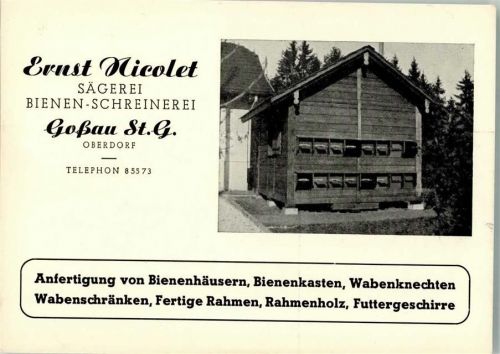 Ernst Nicolet
SÄGEREI
BIENEN-SCHREINEREI
Goßau St.G.
OBERDORF
TELEPHON 85573
Anfertigung von Bienenhäusern, Bienenkasten, Wabenknechten
Wabenschränken, Fertige Rahmen, Rahmenholz, Futtergeschirre